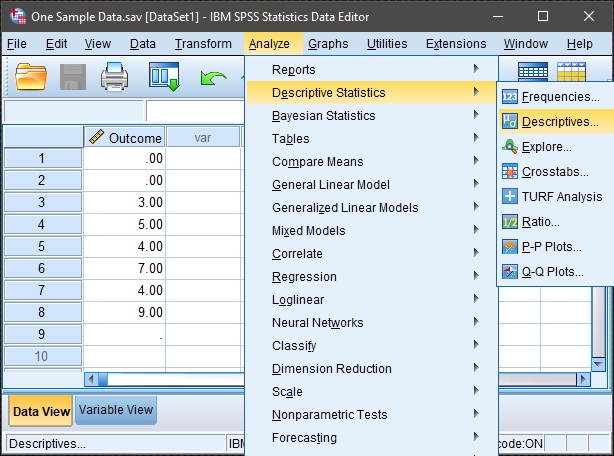 One Sample Data.sav [DataSet1] - IBM SPSS Statistics Data Editor
File Edit View Data Transform Analyze Graphs Utilities Extensions Window Help
Reports
Descriptive Statistics
Bayesian Statistics
Tables
Compare Means
General Linear Model
Generalized Linear Models
Mixed Models
Correlate
Regression
Loglinear
Neural Networks
Classify
Dimension Reduction
Scale
Nonparametric Tests
Forecasting
Frequencies...
Descriptives...
Explore...
Crosstabs...
TURF Analysis
Ratio...
P-P Plots...
Q-Q Plots...
Outcome var
1 .00
2 .00
3 3.00
4 5.00
5 4.00
6 7.00
7 4.00
8 9.00
9 .
10
Data View Variable View
Descriptives... IBM code:ON